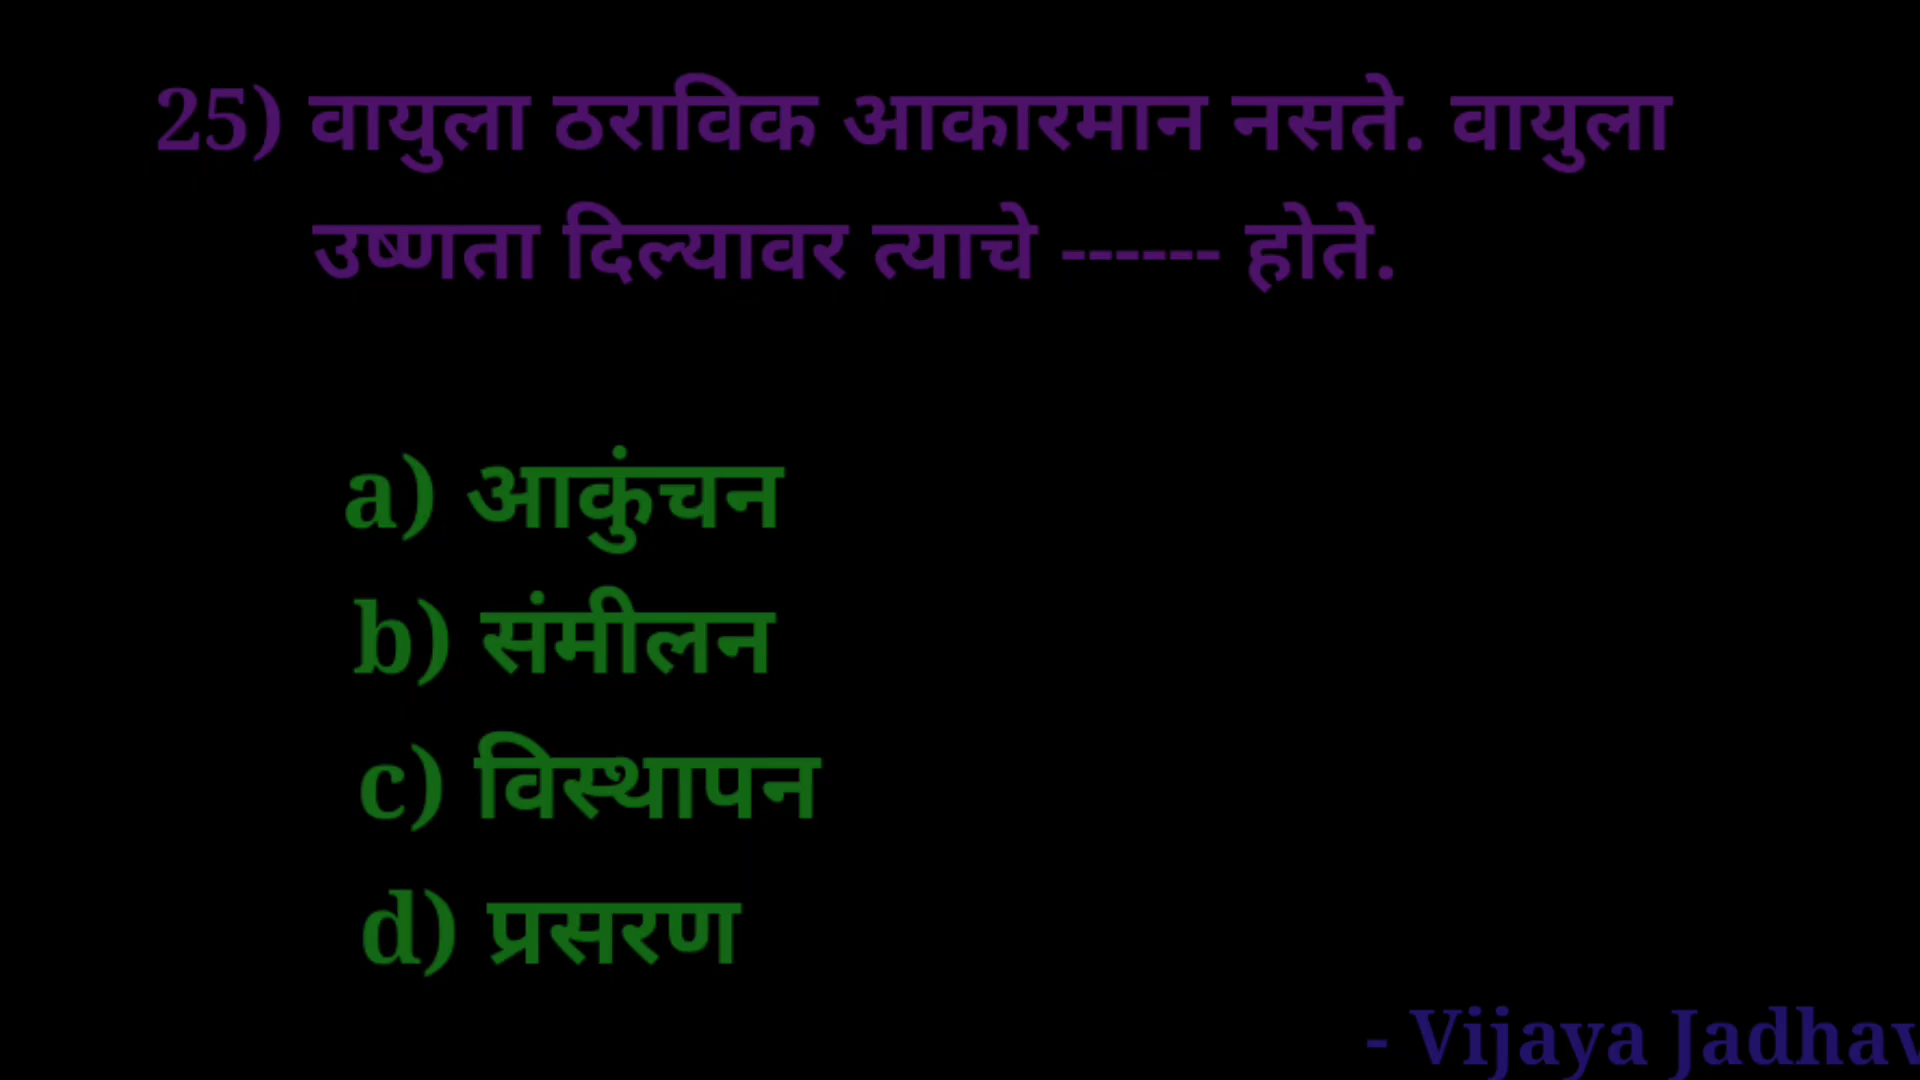 25) वायुला ठराविक आकारमान नसते. वायुला
उष्णता दिल्यावर त्याचे ------ होते.
a) आकुंचन
b) संमीलन
c) विस्थापन
d) प्रसरण
- Vijaya Jadhav